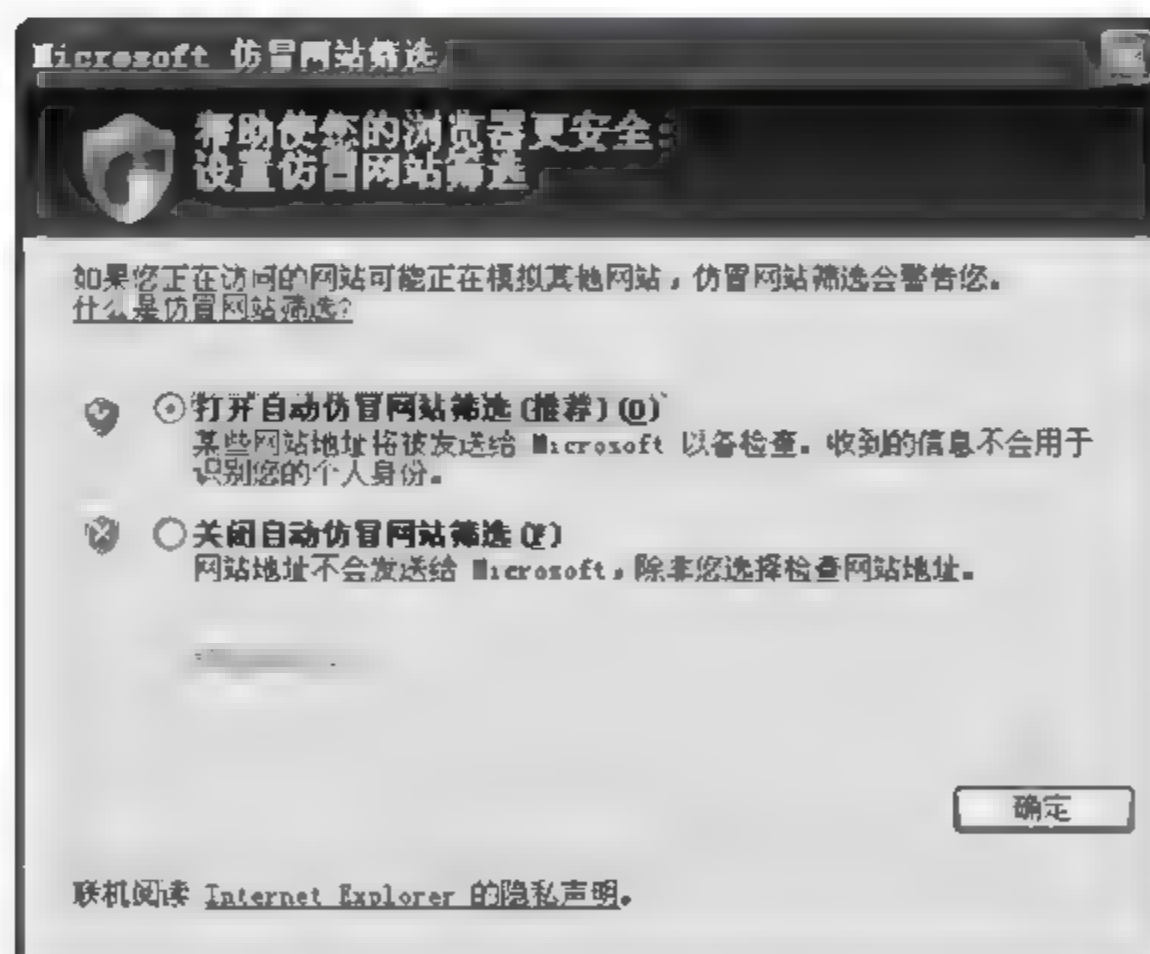 Microsoft 仿冒网站筛选
帮助使您的浏览器更安全:
设置仿冒网站筛选
如果您正在访问的网站可能正在模拟其他网站，仿冒网站筛选会警告您。
什么是仿冒网站筛选?
打开自动仿冒网站筛选(推荐)(O)
某些网站地址将被发送给 Microsoft 以备检查。收到的信息不会用于
识别您的个人身份。
关闭自动仿冒网站筛选(F)
网站地址不会发送给 Microsoft，除非您选择检查网站地址。
确定
联机阅读 Internet Explorer 的隐私声明。